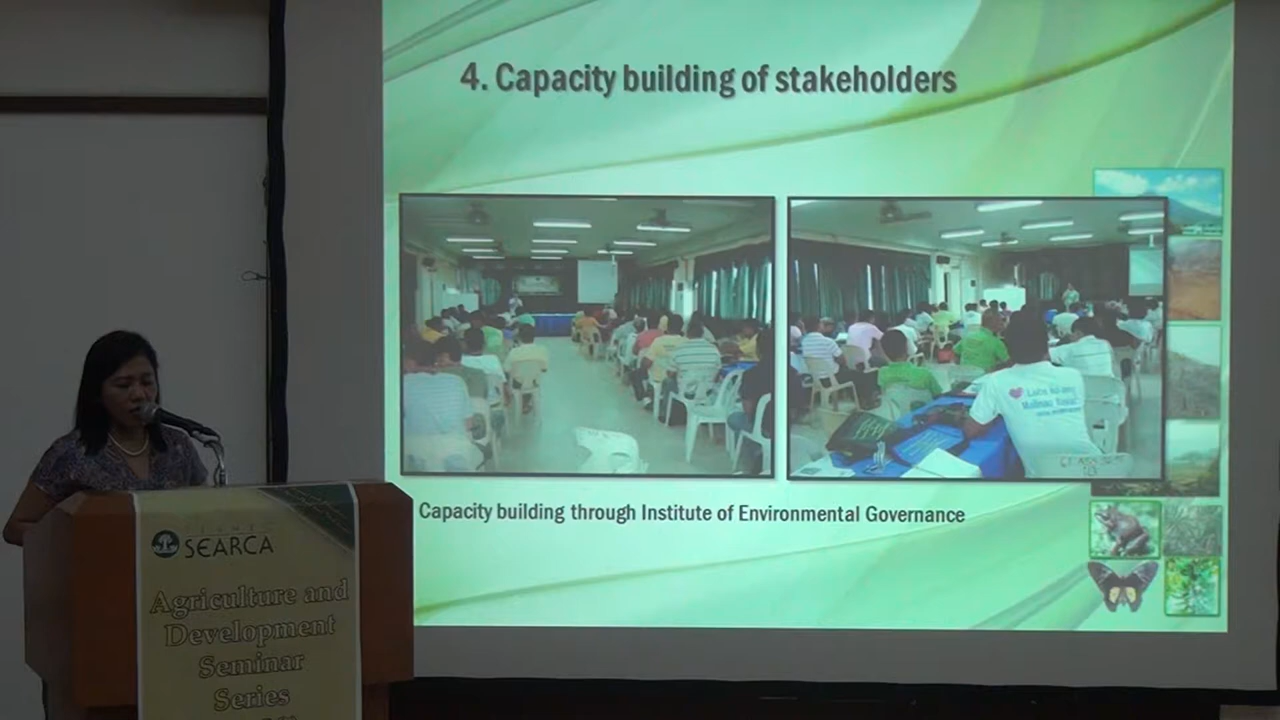 4. Capacity building of stakeholders
Capacity building through Institute of Environmental Governance
SEARCA
Agriculture and
Development
Seminar
Series